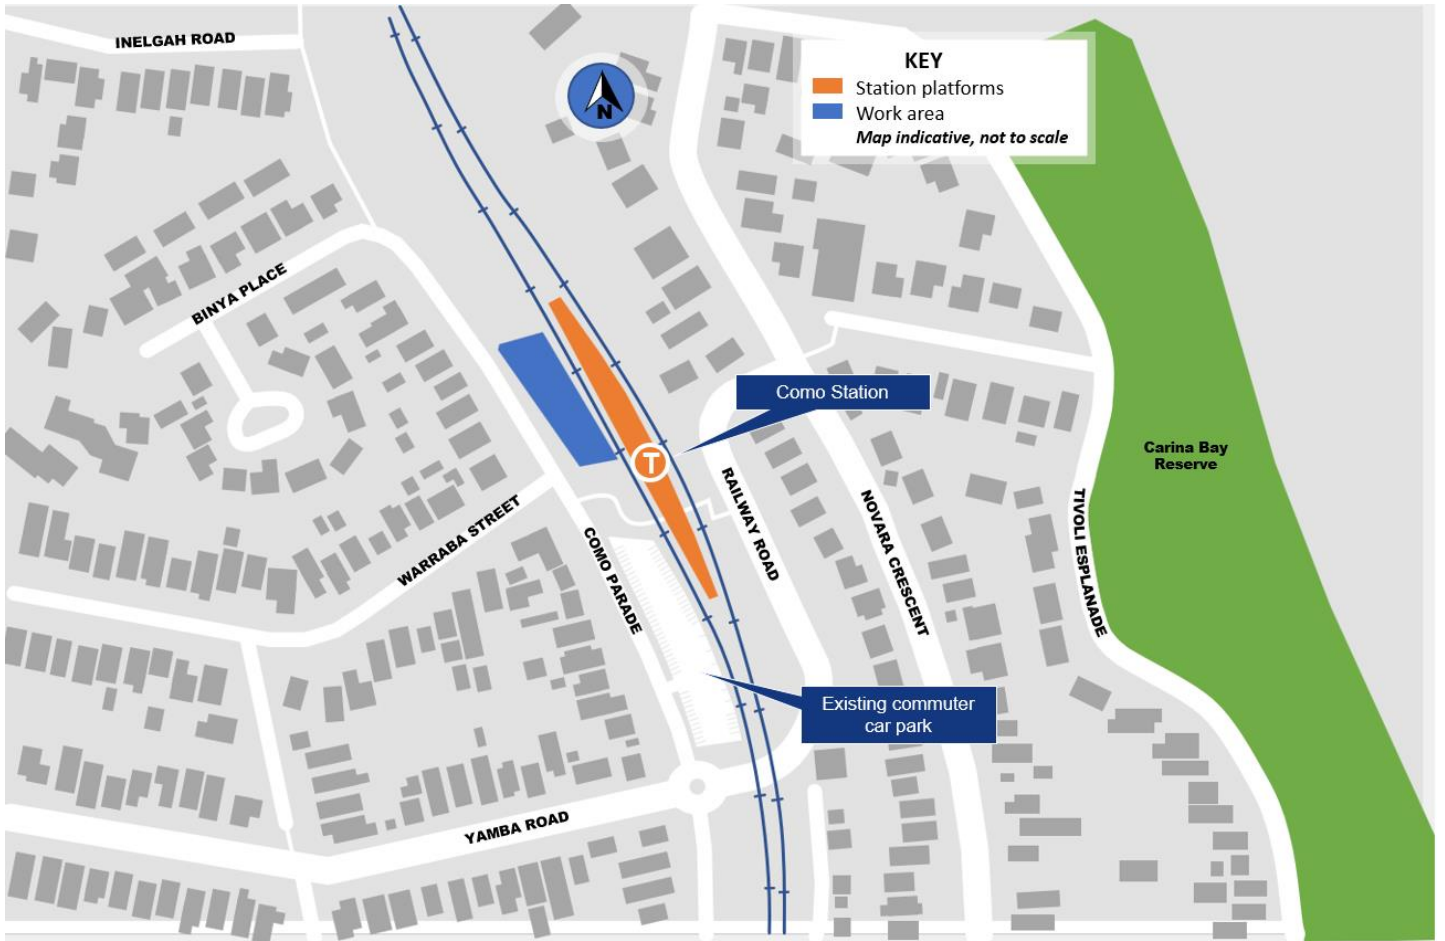 INELGAH ROAD
KEY
Station platforms
Work area
Map indicative, not to scale
N
BINYA PLACE
Como Station
T
Carina Bay
Reserve
WARRABA STREET
COMO PARADE
RAILWAY ROAD
NOVARA CRESCENT
TIVOLI ESPLANADE
Existing commuter
car park
YAMBA ROAD